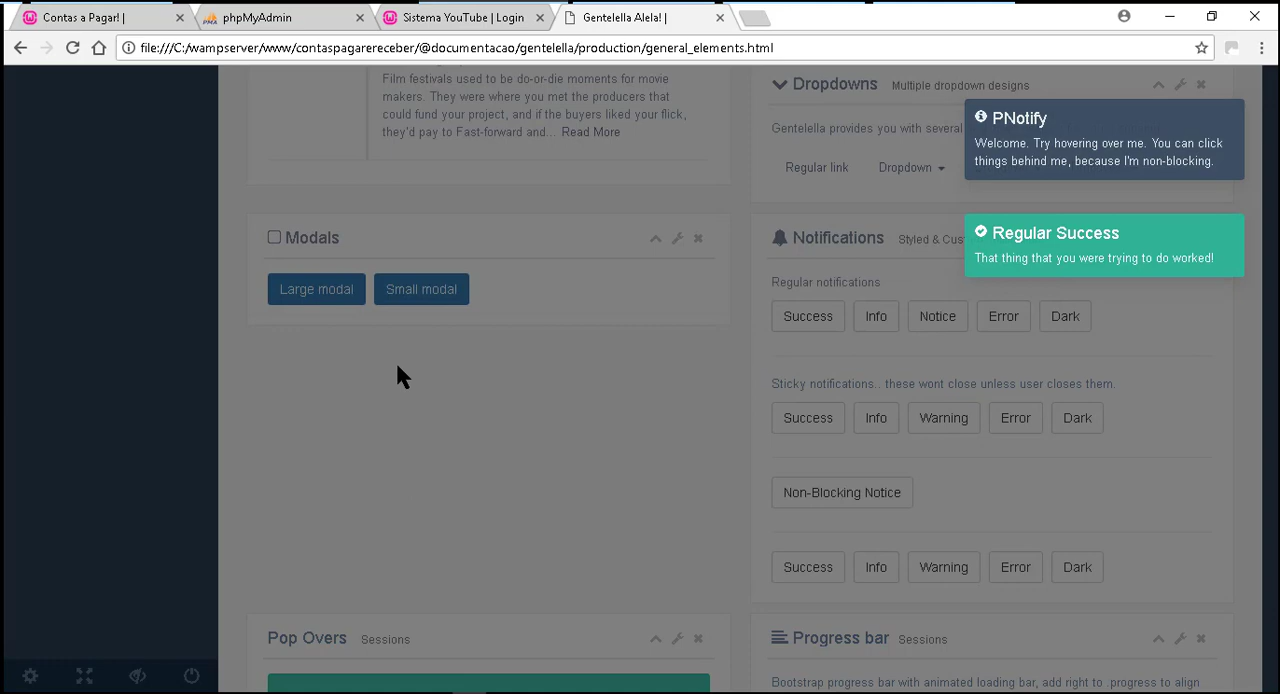 Contas a Pagar! |
phpMyAdmin
Sistema YouTube | Login
Gentelella Alela! |
file:///C:/wampserver/www/contaspagarereceber/@documentacao/gentelella/production/general_elements.html
Film festivals used to be do-or-die moments for movie
makers. They were where you met the producers that
could fund your project, and if the buyers liked your flick,
they'd pay to Fast-forward and... Read More
Dropdowns Multiple dropdown designs
Gentelella provides you with several
Regular link Dropdown
PNotify
Welcome. Try hovering over me. You can click
things behind me, because I'm non-blocking.
Regular Success
That thing that you were trying to do worked!
Modals
Large modal Small modal
Notifications Styled &
Regular notifications
Success Info Notice Error Dark
Sticky notifications.. these wont close unless user closes them.
Success Info Warning Error Dark
Non-Blocking Notice
Success Info Warning Error Dark
Pop Overs Sessions
Progress bar Sessions
Bootstrap progress bar with animated loading bar, add right to .progress to align